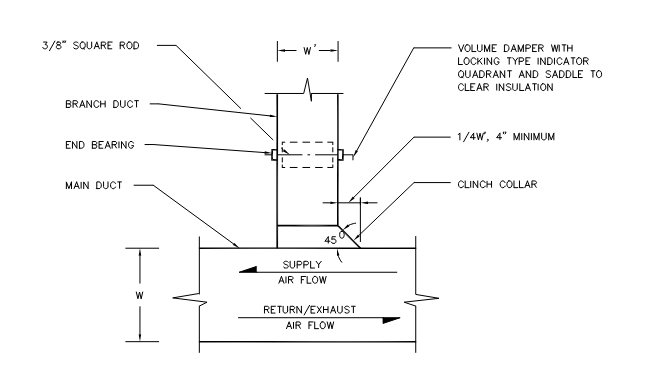 3/8" SQUARE ROD
W'
VOLUME DAMPER WITH
LOCKING TYPE INDICATOR
QUADRANT AND SADDLE TO
CLEAR INSULATION
BRANCH DUCT
END BEARING
1/4W', 4" MINIMUM
MAIN DUCT
CLINCH COLLAR
45°
SUPPLY
AIR FLOW
W
RETURN/EXHAUST
AIR FLOW